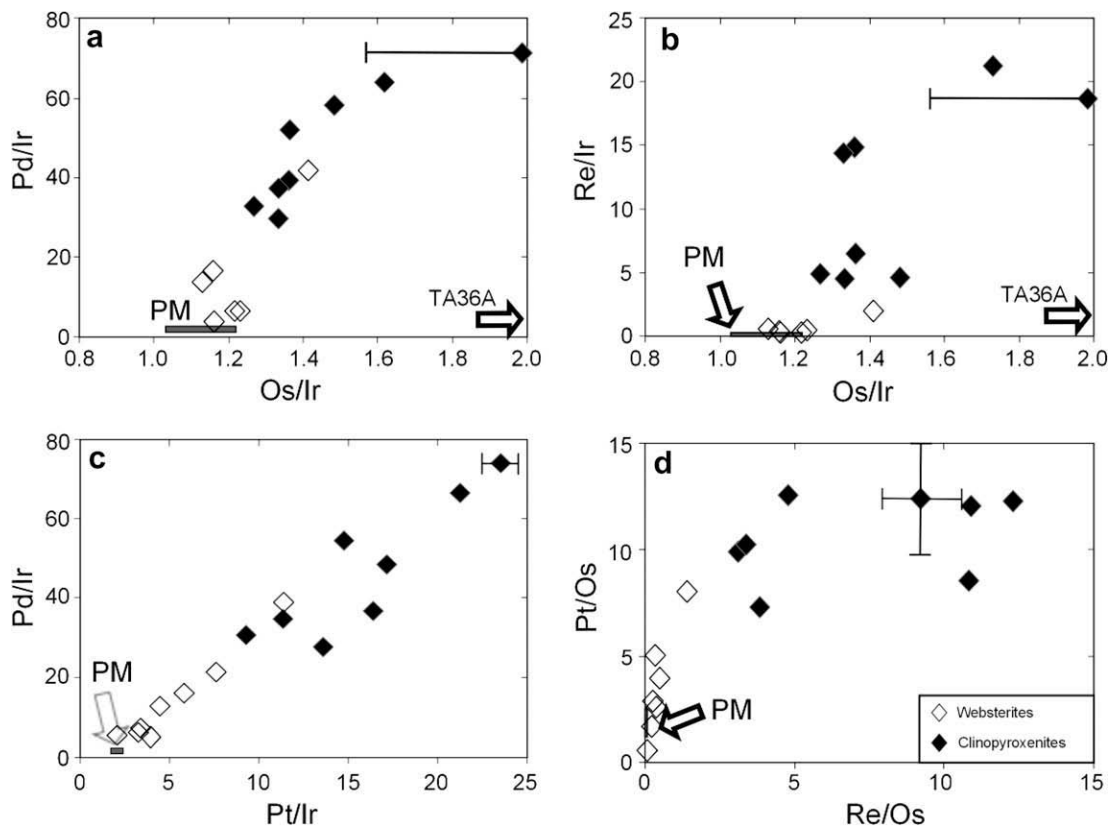 a
80
60
40
20
0
Pd/Ir
PM
TA36A
0.8 1.0 1.2 1.4 1.6 1.8 2.0
Os/Ir
b
25
20
15
10
5
0
Re/Ir
PM
TA36A
0.8 1.0 1.2 1.4 1.6 1.8 2.0
Os/Ir
c
80
60
40
20
0
Pd/Ir
PM
0 5 10 15 20 25
Pt/Ir
d
15
10
5
0
Pt/Os
PM
Websterites
Clinopyroxenites
0 5 10 15
Re/Os